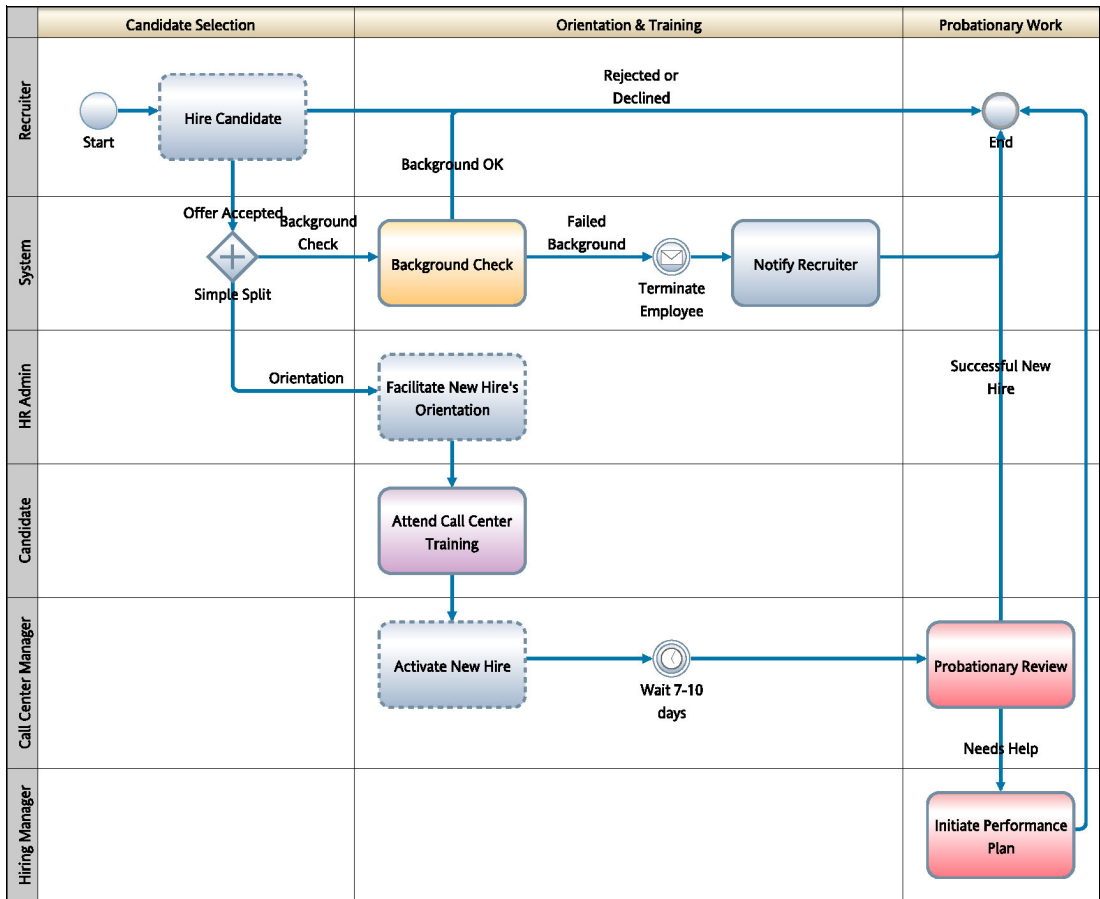 Candidate Selection
Orientation & Training
Probationary Work
Recruiter
Start
Hire Candidate
Rejected or
Declined
End
Background OK
Offer Accepted
System
Simple Split
Background
Check
Background Check
Failed
Background
Terminate
Employee
Notify Recruiter
HR Admin
Orientation
Facilitate New Hire's
Orientation
Successful New
Hire
Candidate
Attend Call Center
Training
Call Center Manager
Activate New Hire
Wait 7-10
days
Probationary Review
Needs Help
Hiring Manager
Initiate Performance
Plan